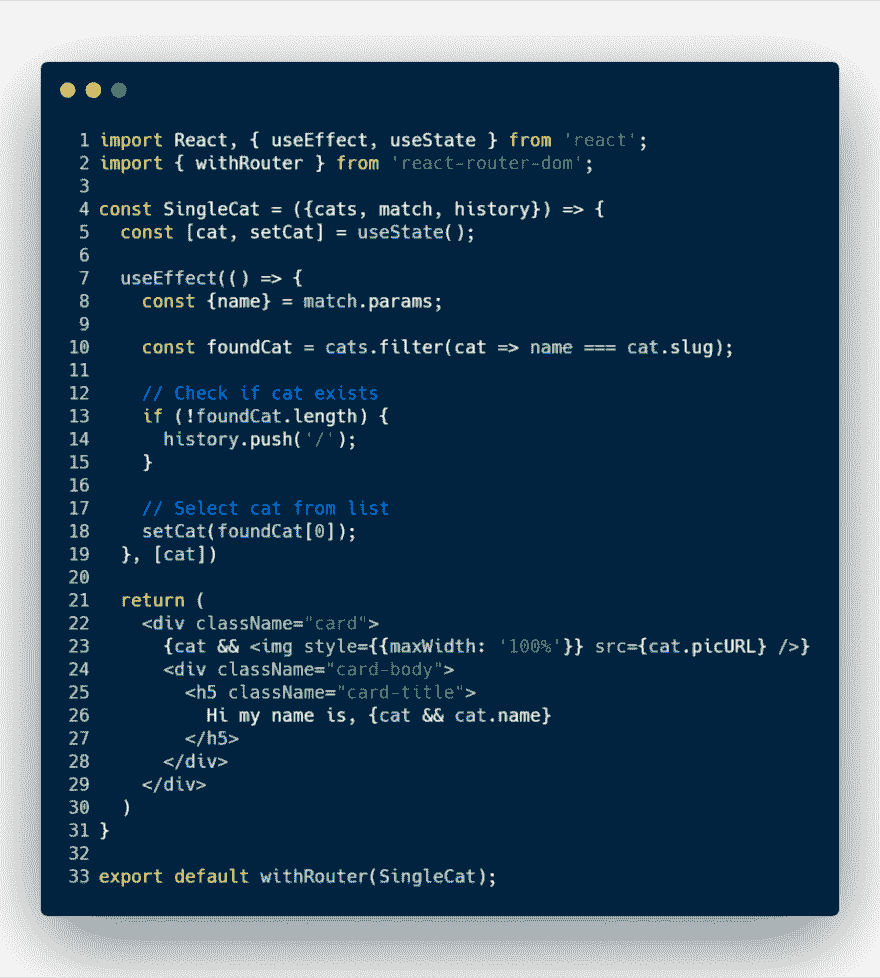 1 import React, { useEffect, useState } from 'react';
2 import { withRouter } from 'react-router-dom';
3
4 const SingleCat = ({cats, match, history}) => {
5   const [cat, setCat] = useState();
6
7   useEffect(() => {
8     const {name} = match.params;
9
10     const foundCat = cats.filter(cat => name === cat.slug);
11
12     // Check if cat exists
13     if (!foundCat.length) {
14       history.push('/');
15     }
16
17     // Select cat from list
18     setCat(foundCat[0]);
19   }, [cat])
20
21   return (
22     <div className="card">
23       {cat && <img style={{maxWidth: '100%'}} src={cat.picURL} />}
24       <div className="card-body">
25         <h5 className="card-title">
26           Hi my name is, {cat && cat.name}
27         </h5>
28       </div>
29     </div>
30   )
31 }
32
33 export default withRouter(SingleCat);